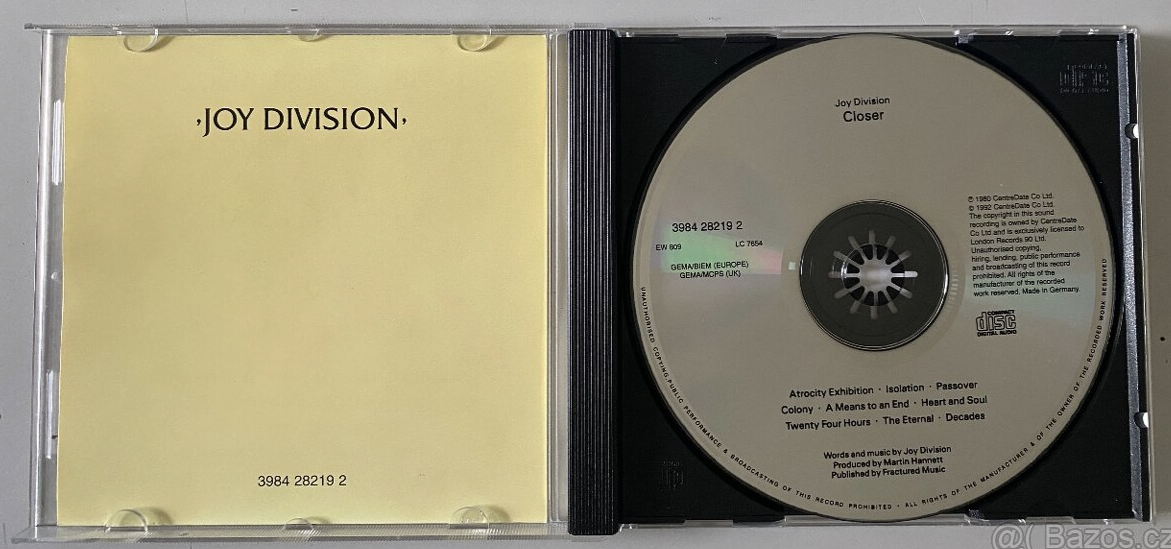 ·JOY DIVISION·
3984 28219 2
Joy Division
Closer
3984 28219 2
EW 809 LC 7654
GEMA/BIEM (EUROPE)
GEMA/MCPS (UK)
℗ 1980 CentreDate Co Ltd.
© 1992 CentreDate Co Ltd.
The copyright in this sound
recording is owned by CentreDate
Co Ltd and is exclusively licensed to
London Records 90 Ltd.
Unauthorised copying,
hiring, lending, public performance
and broadcasting of this record
prohibited. All rights of the
manufacturer of the recorded
work reserved. Made in Germany
COMPACT
disc
DIGITAL AUDIO
Atrocity Exhibition · Isolation · Passover
Colony · A Means to an End · Heart and Soul
Twenty Four Hours · The Eternal · Decades
Words and music by Joy Division
Produced by Martin Hannett
Published by Fractured Music
UNAUTHORISED COPYING, PUBLIC PERFORMANCE & BROADCASTING OF THIS RECORD PROHIBITED · ALL RIGHTS OF THE MANUFACTURER & OF THE OWNER OF THE RECORDED WORK RESERVED
COMPACT
disc
DIGITAL AUDIO
@( Bazos.cz